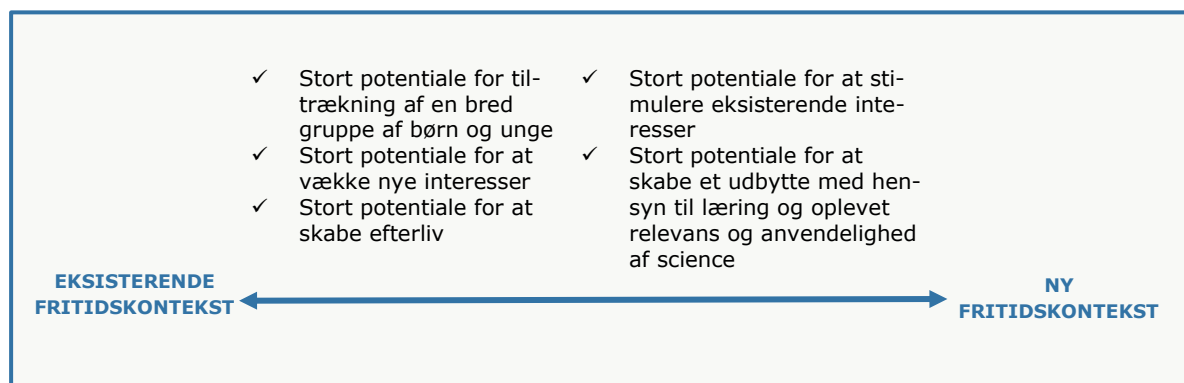 ✓ Stort potentiale for til-
trækning af en bred
gruppe af børn og unge
✓ Stort potentiale for at
vække nye interesser
✓ Stort potentiale for at
skabe efterliv
✓ Stort potentiale for at sti-
mulere eksisterende inte-
resser
✓ Stort potentiale for at
skabe et udbytte med hen-
syn til læring og oplevet
relevans og anvendelighed
af science
EKSISTERENDE
FRITIDSKONTEKST
NY
FRITIDSKONTEKST